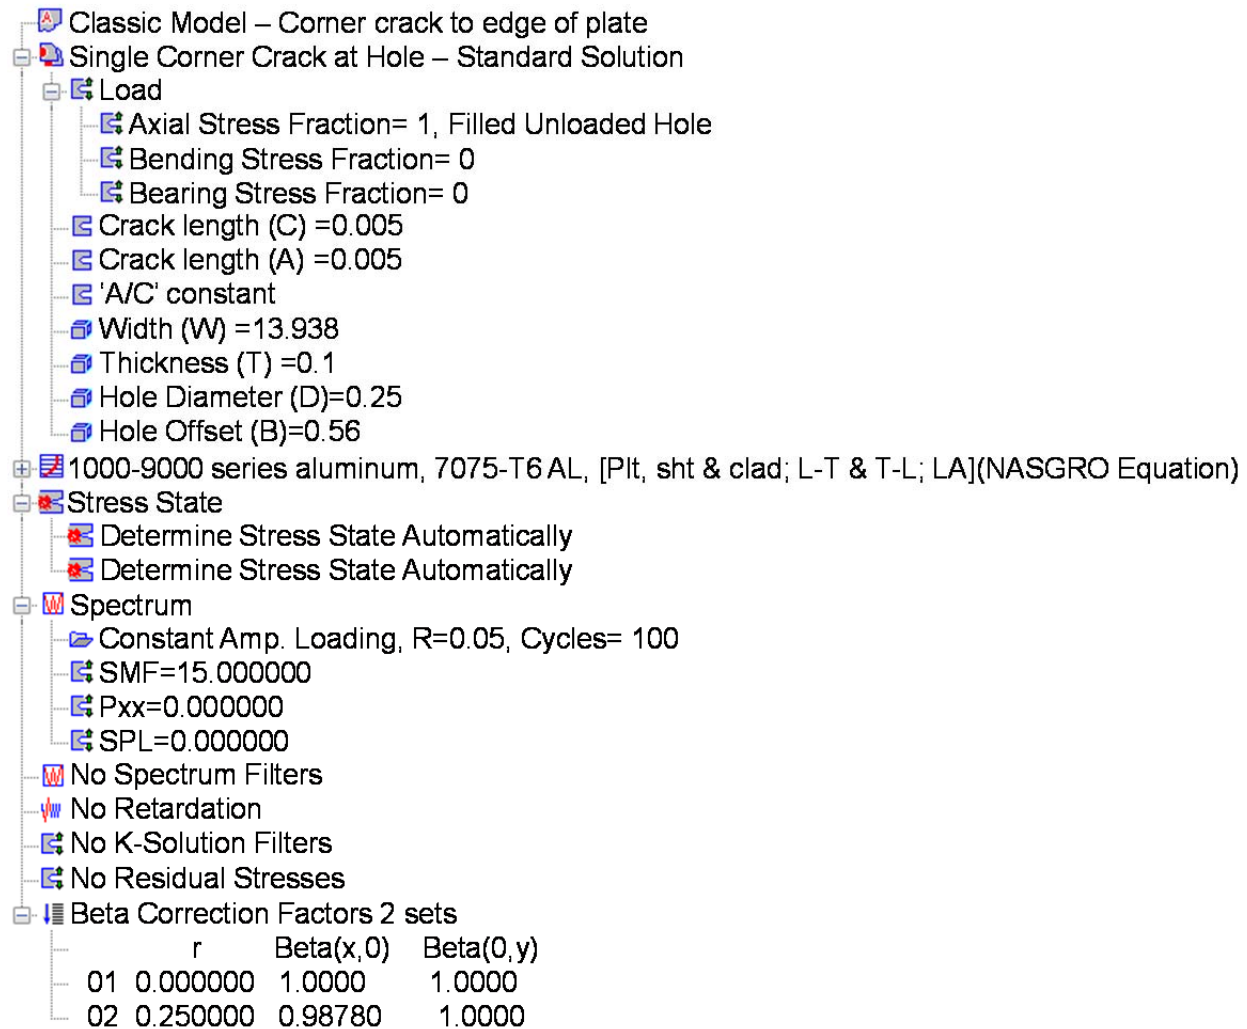 Classic Model – Corner crack to edge of plate
Single Corner Crack at Hole – Standard Solution
Load
Axial Stress Fraction= 1, Filled Unloaded Hole
Bending Stress Fraction= 0
Bearing Stress Fraction= 0
Crack length (C) =0.005
Crack length (A) =0.005
'A/C' constant
Width (W) =13.938
Thickness (T) =0.1
Hole Diameter (D)=0.25
Hole Offset (B)=0.56
1000-9000 series aluminum, 7075-T6 AL, [Plt, sht & clad; L-T & T-L; LA](NASGRO Equation)
Stress State
Determine Stress State Automatically
Determine Stress State Automatically
Spectrum
Constant Amp. Loading, R=0.05, Cycles= 100
SMF=15.000000
Pxx=0.000000
SPL=0.000000
No Spectrum Filters
No Retardation
No K-Solution Filters
No Residual Stresses
Beta Correction Factors 2 sets
r Beta(x,0) Beta(0,y)
01 0.000000 1.0000 1.0000
02 0.250000 0.98780 1.0000